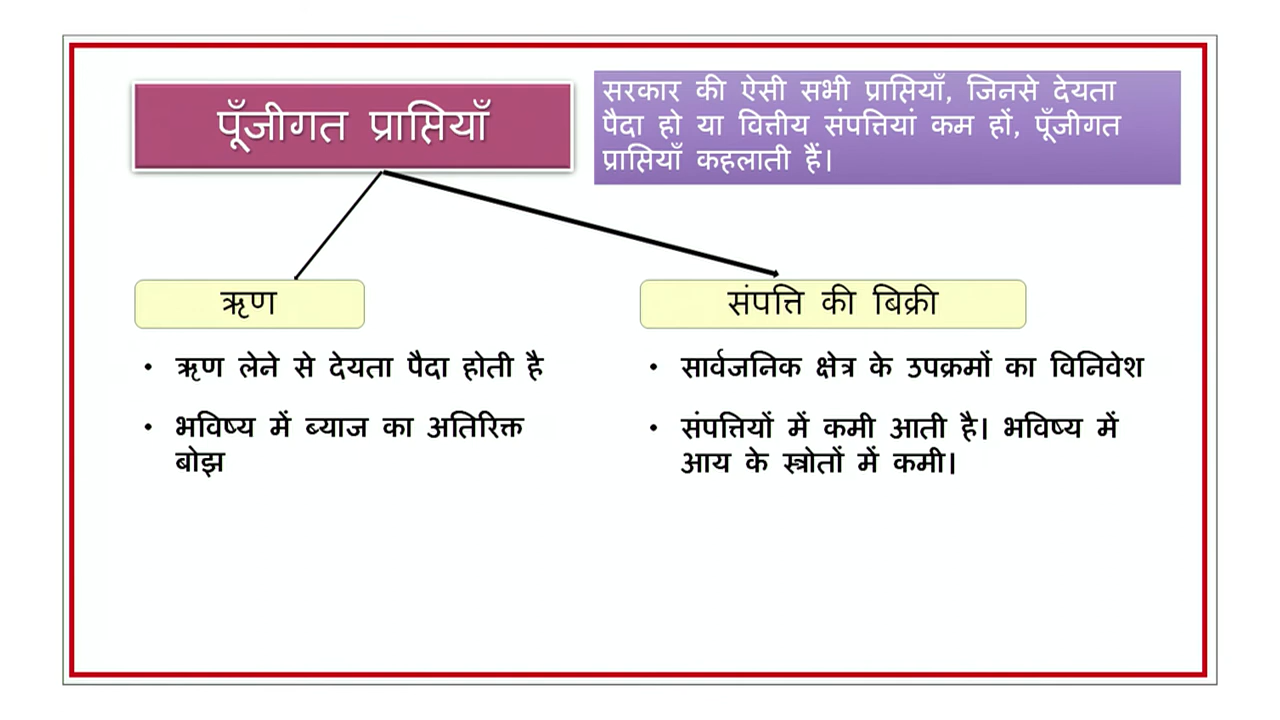 पूँजीगत प्राप्तियाँ
सरकार की ऐसी सभी प्राप्तियाँ, जिनसे देयता
पैदा हो या वित्तीय संपत्तियां कम हों, पूँजीगत
प्राप्तियाँ कहलाती हैं।
ऋण
• ऋण लेने से देयता पैदा होती है
• भविष्य में ब्याज का अतिरिक्त
बोझ
संपत्ति की बिक्री
• सार्वजनिक क्षेत्र के उपक्रमों का विनिवेश
• संपत्तियों में कमी आती है। भविष्य में
आय के स्त्रोतों में कमी।